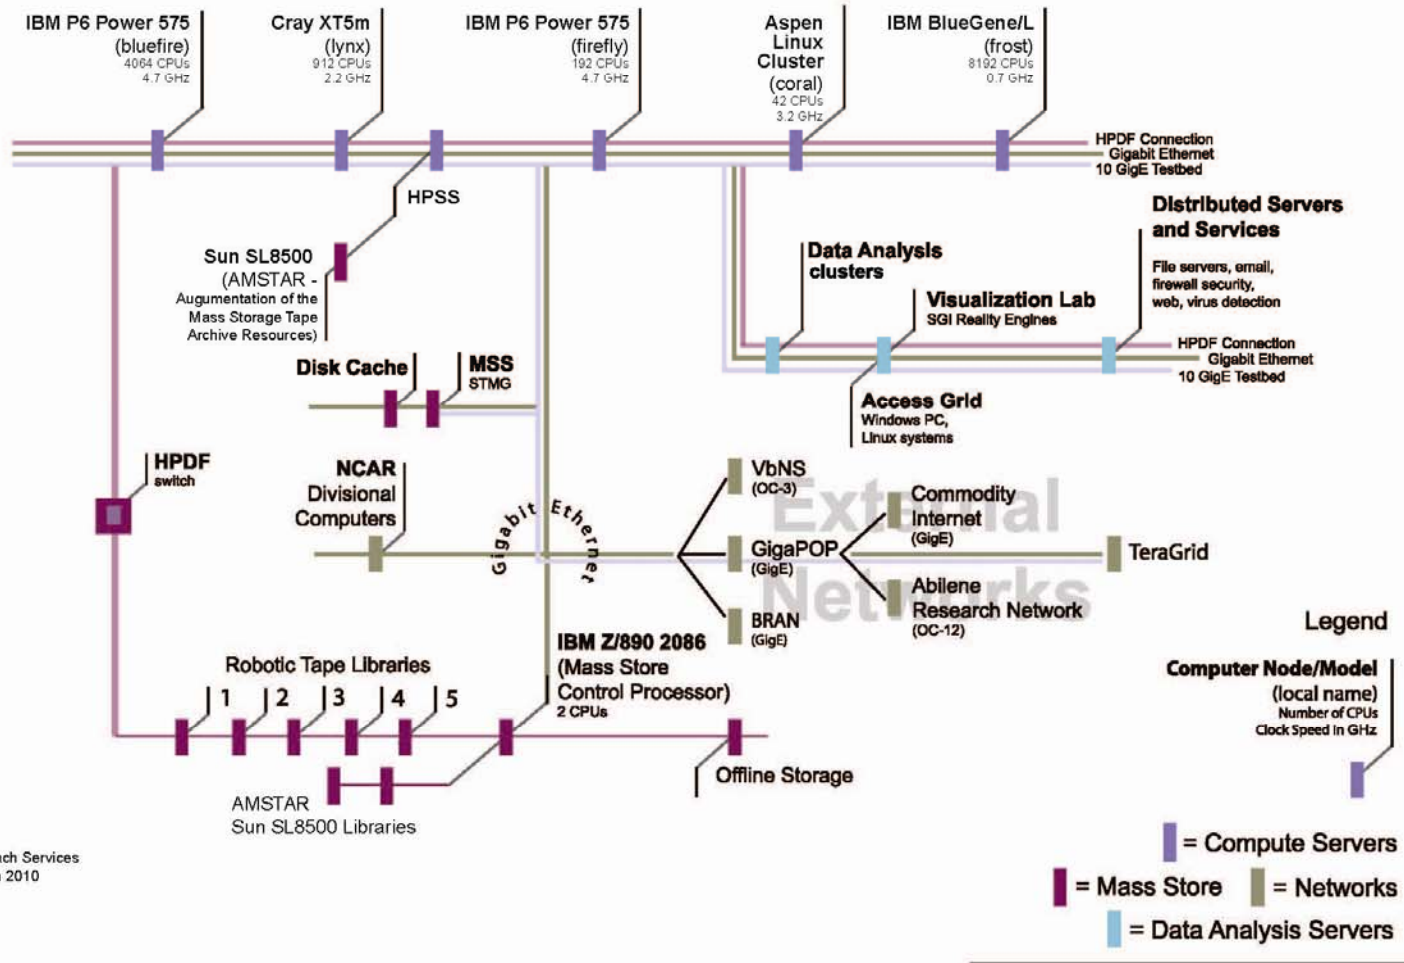 IBM P6 Power 575
(bluefire)
4064 CPUs
4.7 GHz
Cray XT5m
(lynx)
912 CPUs
2.2 GHz
IBM P6 Power 575
(firefly)
192 CPUs
4.7 GHz
Aspen
Linux
Cluster
(coral)
42 CPUs
3.2 GHz
IBM BlueGene/L
(frost)
8192 CPUs
0.7 GHz
HPDF Connection
Gigabit Ethernet
10 GigE Testbed
HPSS
Sun SL8500
(AMSTAR -
Augumentation of the
Mass Storage Tape
Archive Resources)
Data Analysis
clusters
Visualization Lab
SGI Reality Engines
Distributed Servers
and Services
File servers, email,
firewall security,
web, virus detection
HPDF Connection
Gigabit Ethernet
10 GigE Testbed
Access Grid
Windows PC,
Linux systems
Disk Cache
MSS
STMG
HPDF
switch
NCAR
Divisional
Computers
Gigabit Ethernet
External
Networks
VbNS
(OC-3)
GigaPOP
(GigE)
BRAN
(GigE)
Commodity
Internet
(GigE)
Abilene
Research Network
(OC-12)
TeraGrid
IBM Z/890 2086
(Mass Store
Control Processor)
2 CPUs
Robotic Tape Libraries
1 2 3 4 5
Offline Storage
AMSTAR
Sun SL8500 Libraries
Legend
Computer Node/Model
(local name)
Number of CPUs
Clock Speed in GHz
= Compute Servers
= Mass Store
= Networks
= Data Analysis Servers
Services
2010